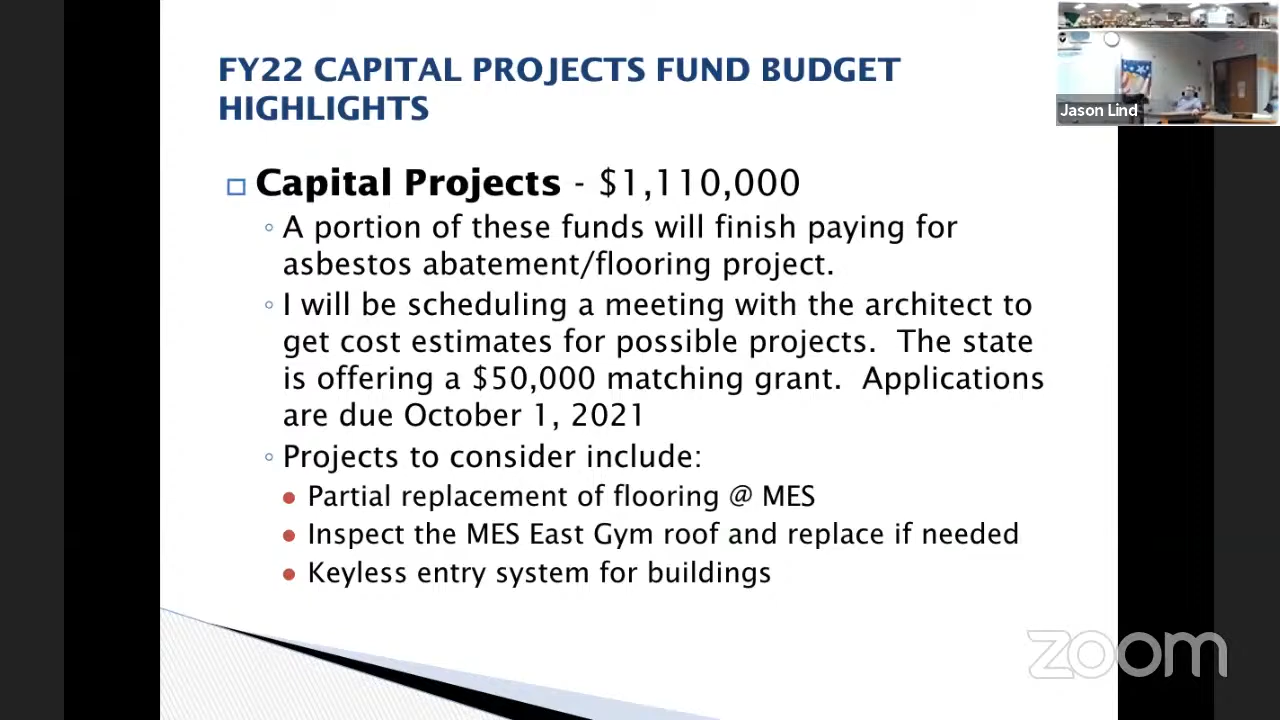 FY22 CAPITAL PROJECTS FUND BUDGET
HIGHLIGHTS
Jason Lind
Capital Projects - $1,110,000
A portion of these funds will finish paying for
asbestos abatement/flooring project.
I will be scheduling a meeting with the architect to
get cost estimates for possible projects.  The state
is offering a $50,000 matching grant.  Applications
are due October 1, 2021
Projects to consider include:
Partial replacement of flooring @ MES
Inspect the MES East Gym roof and replace if needed
Keyless entry system for buildings
zoom